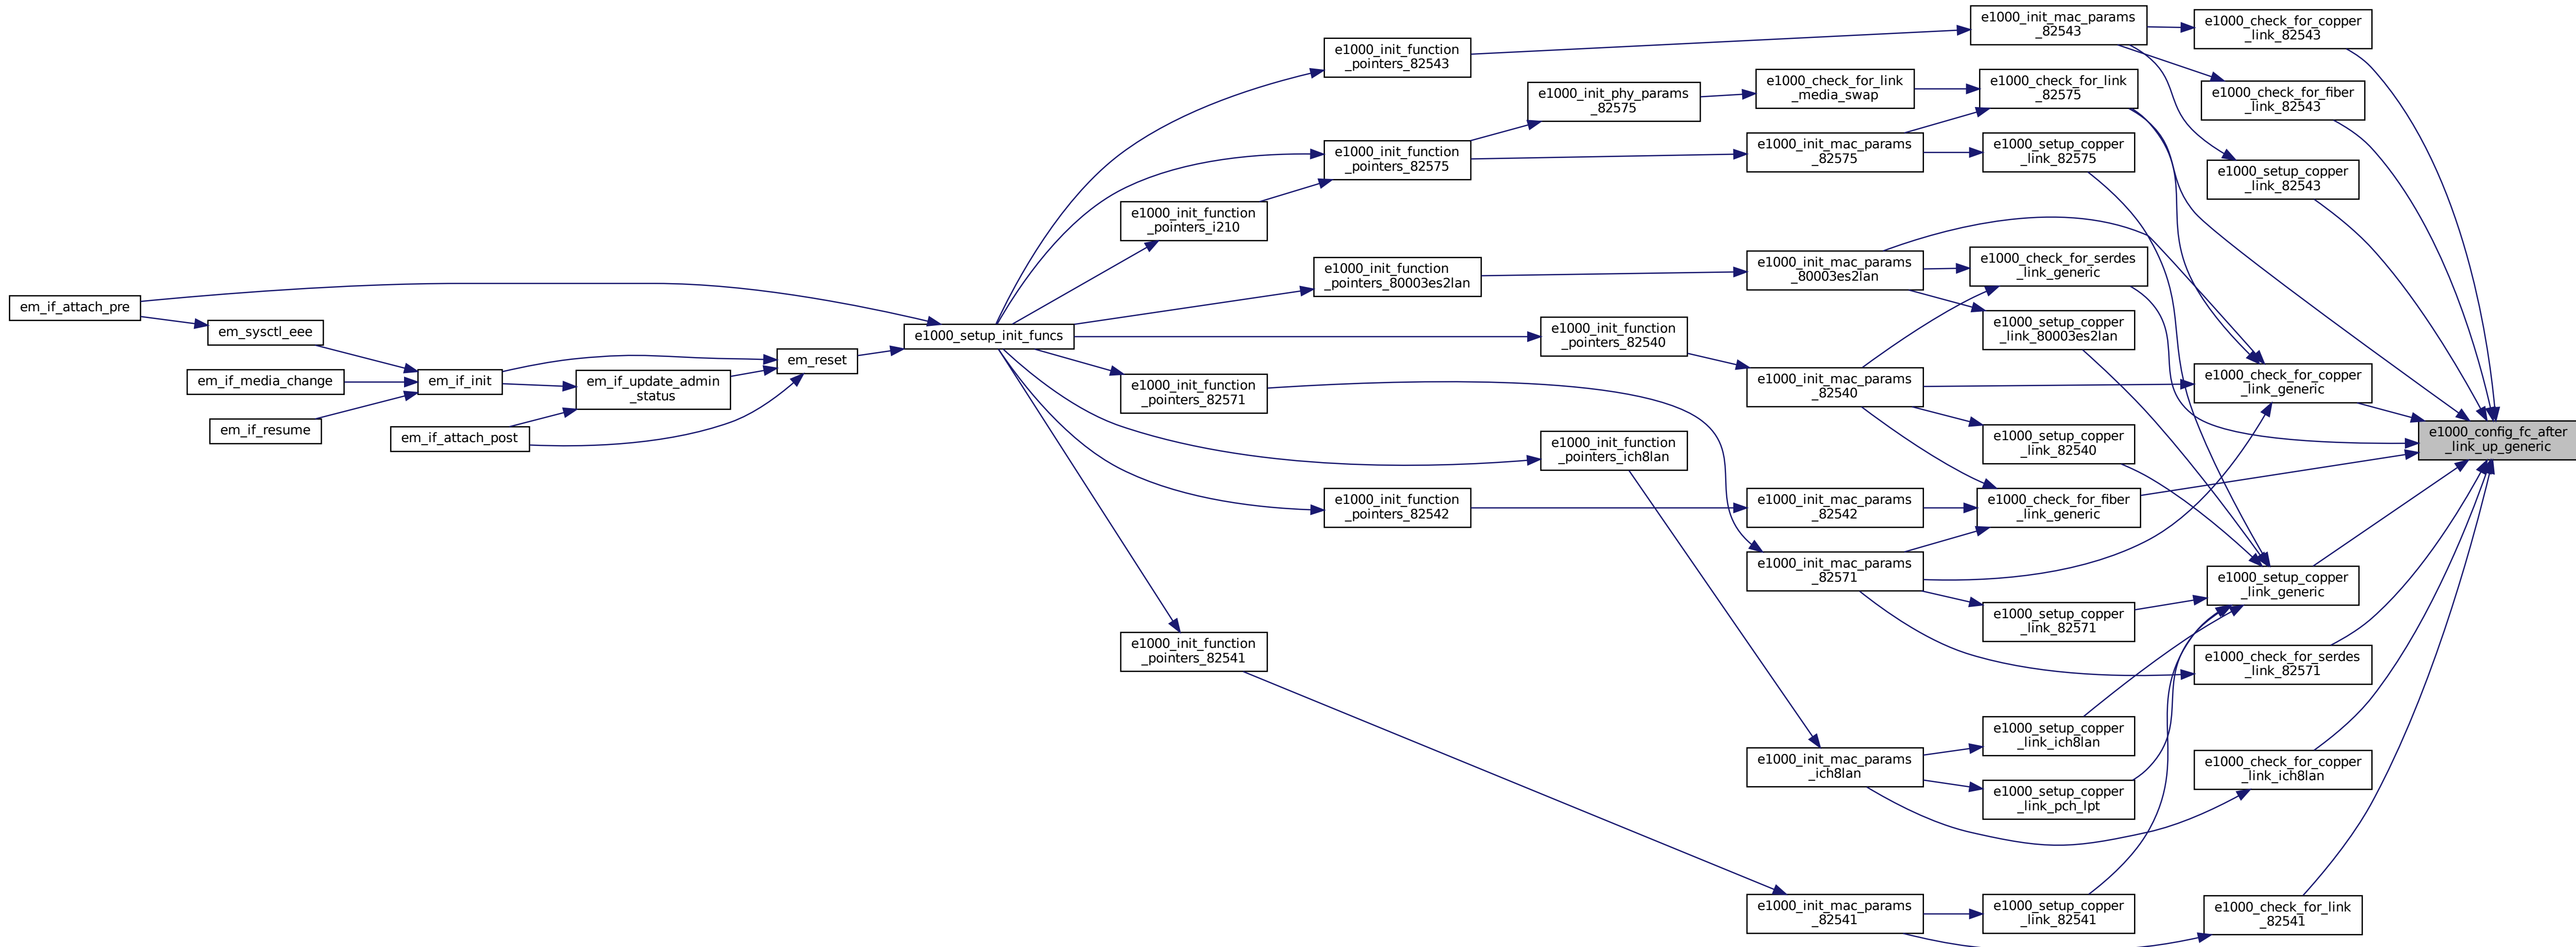 em_if_attach_pre
em_sysctl_eee
em_if_media_change
em_if_resume
em_if_init
em_if_attach_post
em_if_update_admin
_status
em_reset
e1000_setup_init_funcs
e1000_init_function
_pointers_i210
e1000_init_function
_pointers_82571
e1000_init_function
_pointers_82541
e1000_init_function
_pointers_82543
e1000_init_function
_pointers_82575
e1000_init_function
_pointers_80003es2lan
e1000_init_function
_pointers_82542
e1000_init_phy_params
_82575
e1000_init_function
_pointers_82540
e1000_init_function
_pointers_ich8lan
e1000_check_for_link
_media_swap
e1000_init_mac_params
_82575
e1000_init_mac_params
_80003es2lan
e1000_init_mac_params
_82540
e1000_init_mac_params
_82542
e1000_init_mac_params
_82571
e1000_init_mac_params
_ich8lan
e1000_init_mac_params
_82541
e1000_init_mac_params
_82543
e1000_check_for_link
_82575
e1000_setup_copper
_link_82575
e1000_check_for_serdes
_link_generic
e1000_setup_copper
_link_80003es2lan
e1000_setup_copper
_link_82540
e1000_check_for_fiber
_link_generic
e1000_setup_copper
_link_82571
e1000_setup_copper
_link_ich8lan
e1000_setup_copper
_link_pch_lpt
e1000_setup_copper
_link_82541
e1000_check_for_copper
_link_82543
e1000_check_for_fiber
_link_82543
e1000_setup_copper
_link_82543
e1000_check_for_copper
_link_generic
e1000_setup_copper
_link_generic
e1000_check_for_serdes
_link_82571
e1000_check_for_copper
_link_ich8lan
e1000_check_for_link
_82541
e1000_config_fc_after
_link_up_generic